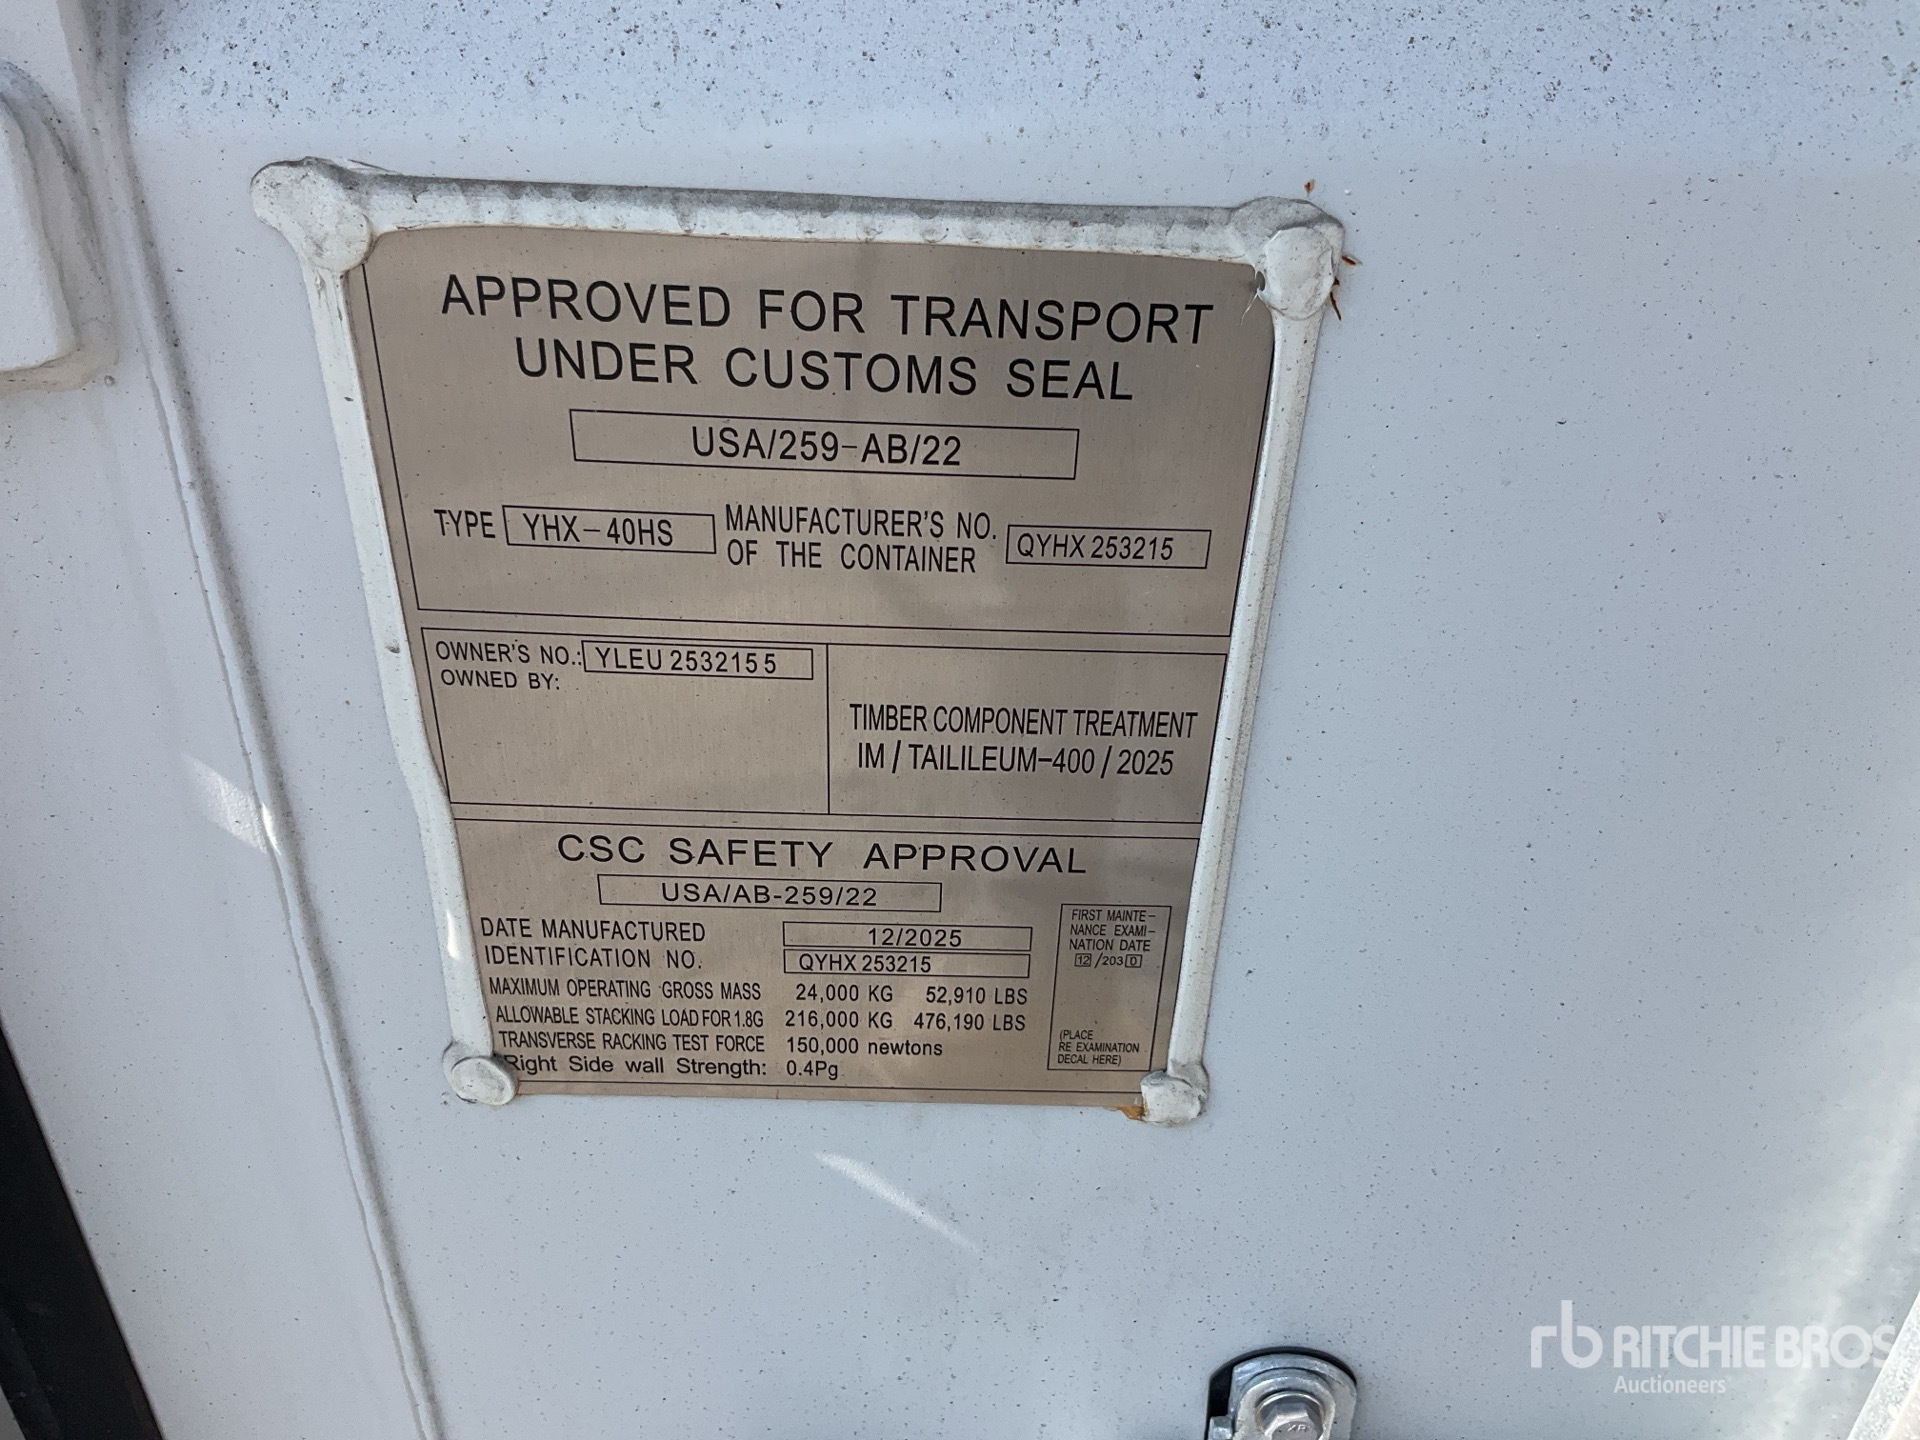 APPROVED FOR TRANSPORT
UNDER CUSTOMS SEAL
USA/259-AB/22
TYPE YHX-40HS MANUFACTURER'S NO. OF THE CONTAINER QYHX 253215
OWNER'S NO.: YLEU 253215 5
OWNED BY:
TIMBER COMPONENT TREATMENT
IM / TAILILEUM-400 / 2025
CSC SAFETY APPROVAL
USA/AB-259/22
DATE MANUFACTURED 12/2025
IDENTIFICATION NO. QYHX 253215
MAXIMUM OPERATING GROSS MASS 24,000 KG 52,910 LBS
ALLOWABLE STACKING LOAD FOR 1.8G 216,000 KG 476,190 LBS
TRANSVERSE RACKING TEST FORCE 150,000 newtons
Right Side wall Strength: 0.4Pg
FIRST MAINTE-
NANCE EXAMI-
NATION DATE
12/2030
(PLACE
RE EXAMINATION
DECAL HERE)
rb RITCHIE BROS
Auctioneers